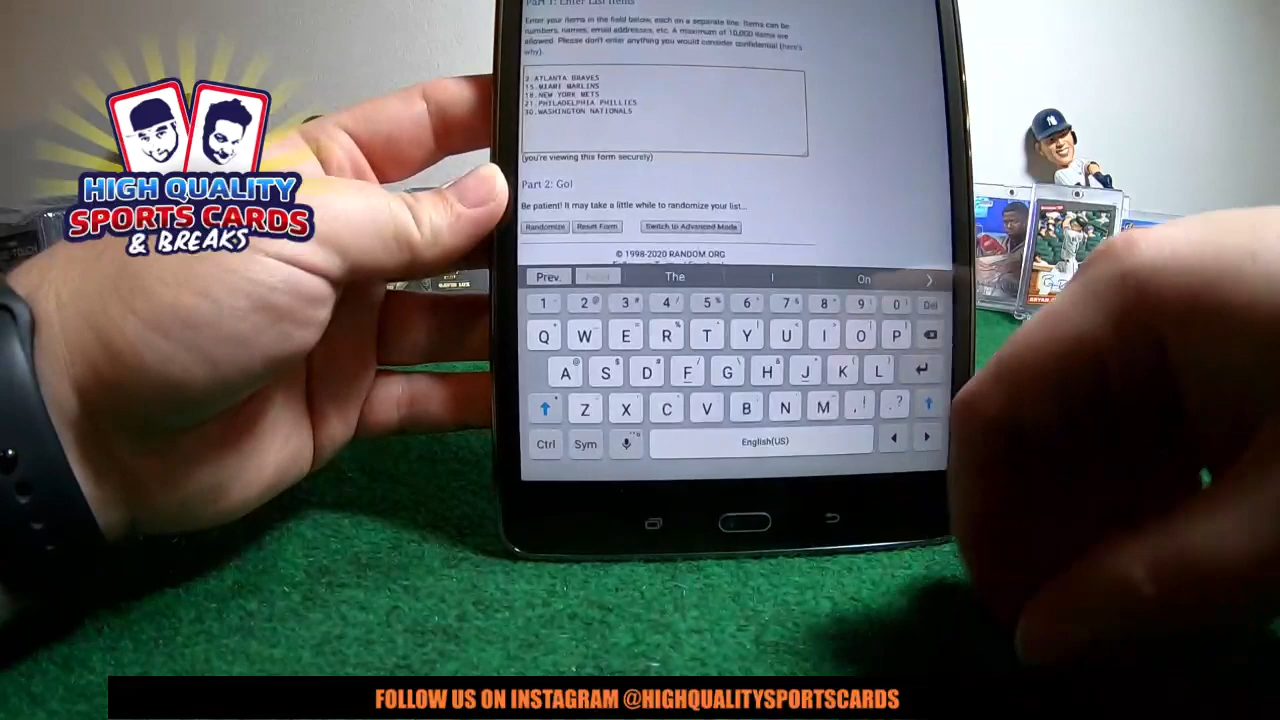 Part 1: Enter List Items
Enter your items in the field below, each on a separate line. Items can be
numbers, names, email addresses, etc. A maximum of 10,000 items are
allowed. Please don't enter anything you would consider confidential (here's
why).
2.ATLANTA BRAVES
15.MIAMI MARLINS
18.NEW YORK METS
21.PHILADELPHIA PHILLIES
30.WASHINGTON NATIONALS
(you're viewing this form securely)
Part 2: Go!
Be patient! It may take a little while to randomize your list...
Randomize Reset Form Switch to Advanced Mode
© 1998-2020 RANDOM.ORG
Prev. Next The I On
1 2 3 4 5 6 7 8 9 0 Del
Q W E R T Y U I O P
A S D F G H J K L
Z X C V B N M , ! . ?
Ctrl Sym English(US)
HIGH QUALITY
SPORTS CARDS
& BREAKS
FOLLOW US ON INSTAGRAM @HIGHQUALITYSPORTSCARDS